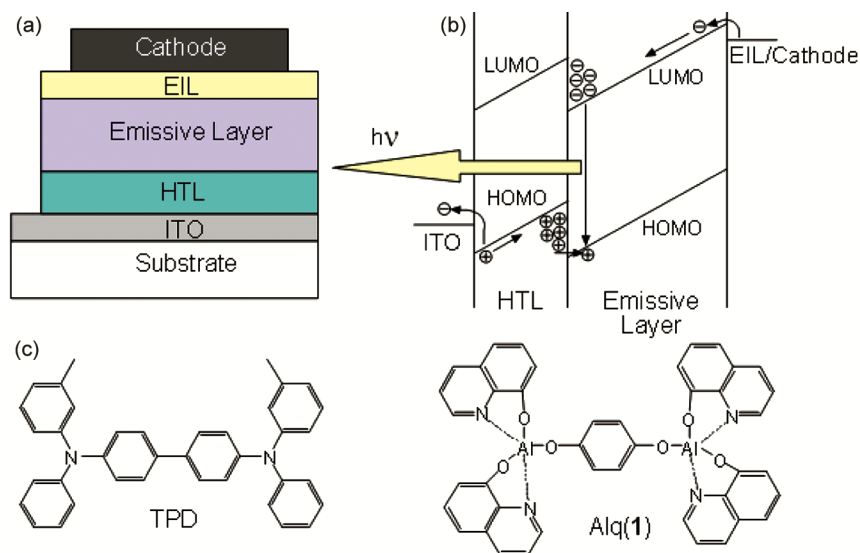 (a)
Cathode
EIL
Emissive Layer
HTL
ITO
Substrate
(b)
LUMO
LUMO
EIL/Cathode
hν
HOMO
HOMO
ITO
HTL
Emissive
Layer
(c)
N
N
TPD
N
N
O
O
Al
O
O
Al
O
O
N
N
Alq(1)